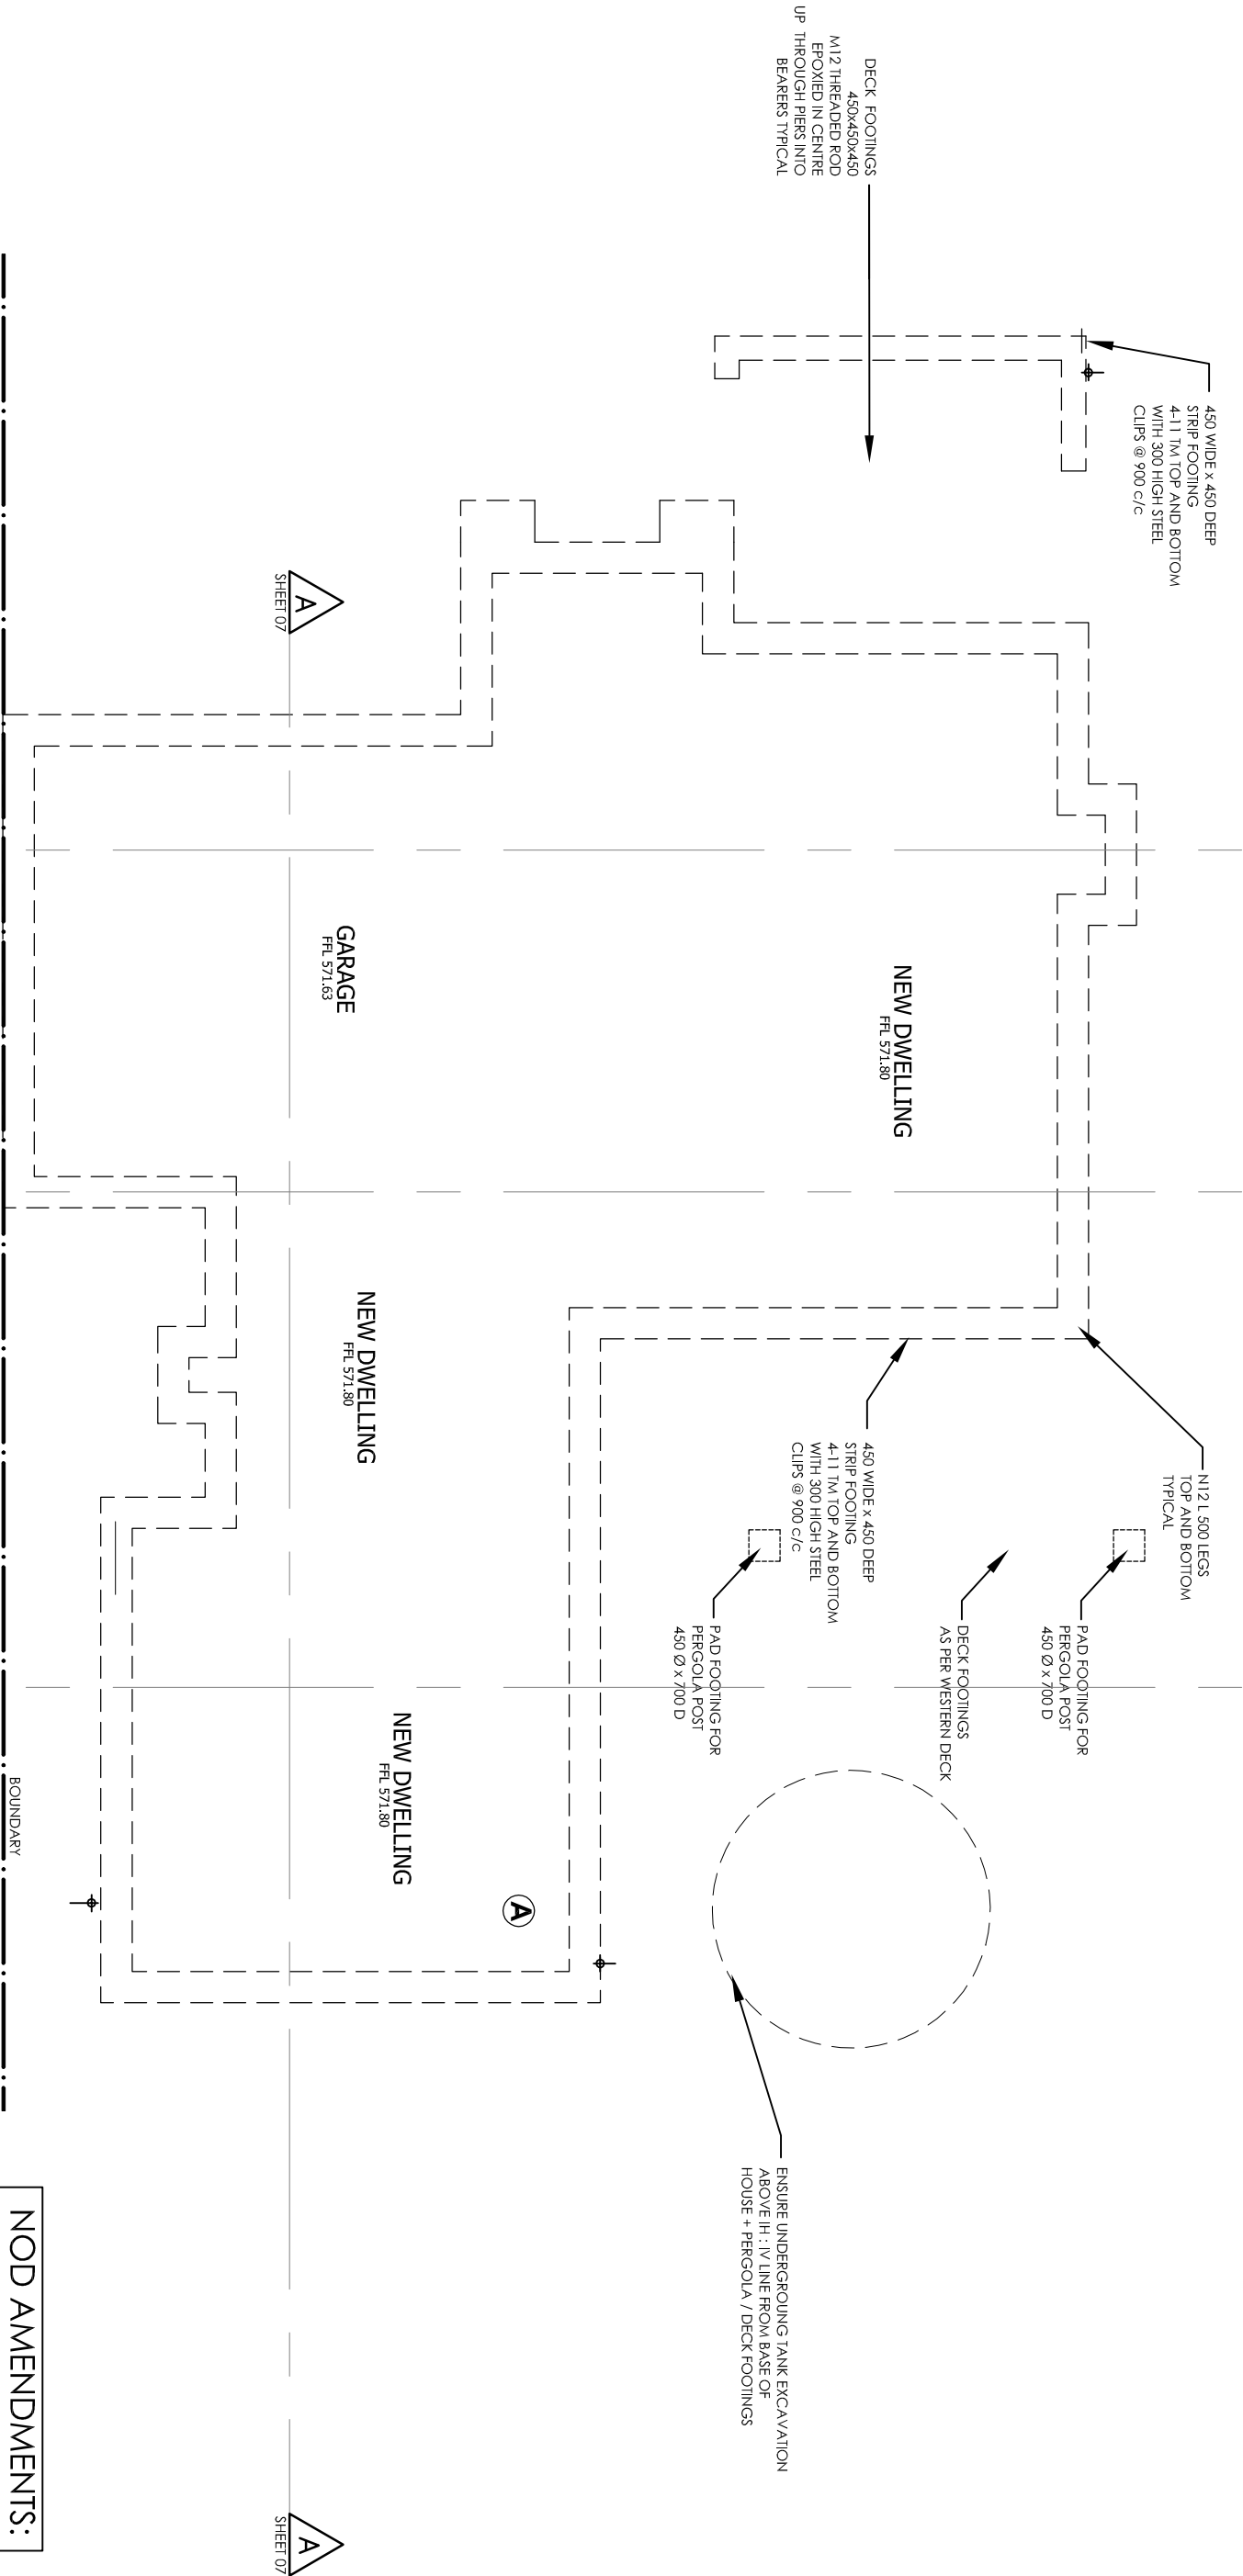 450 WIDE x 450 DEEP
STRIP FOOTING
4-11 TM TOP AND BOTTOM
WITH 300 HIGH STEEL
CLIPS @ 900 c/c
DECK FOOTINGS
450x450x450
M12 THREADED ROD
EPOXIED IN CENTRE
UP THROUGH PIERS INTO
BEARERS TYPICAL
N12 L 500 LEGS
TOP AND BOTTOM
TYPICAL
PAD FOOTING FOR
PERGOLA POST
450 Ø x 700 D
DECK FOOTINGS
AS PER WESTERN DECK
NEW DWELLING
FFL 571.80
450 WIDE x 450 DEEP
STRIP FOOTING
4-11 TM TOP AND BOTTOM
WITH 300 HIGH STEEL
CLIPS @ 900 c/c
PAD FOOTING FOR
PERGOLA POST
450 Ø x 700 D
ENSURE UNDERGROUNG TANK EXCAVATION
ABOVE IH : IV LINE FROM BASE OF
HOUSE + PERGOLA / DECK FOOTINGS
A
NEW DWELLING
FFL 571.80
NEW DWELLING
FFL 571.80
GARAGE
FFL 571.63
A
SHEET 07
A
SHEET 07
BOUNDARY
NOD AMENDMENTS: